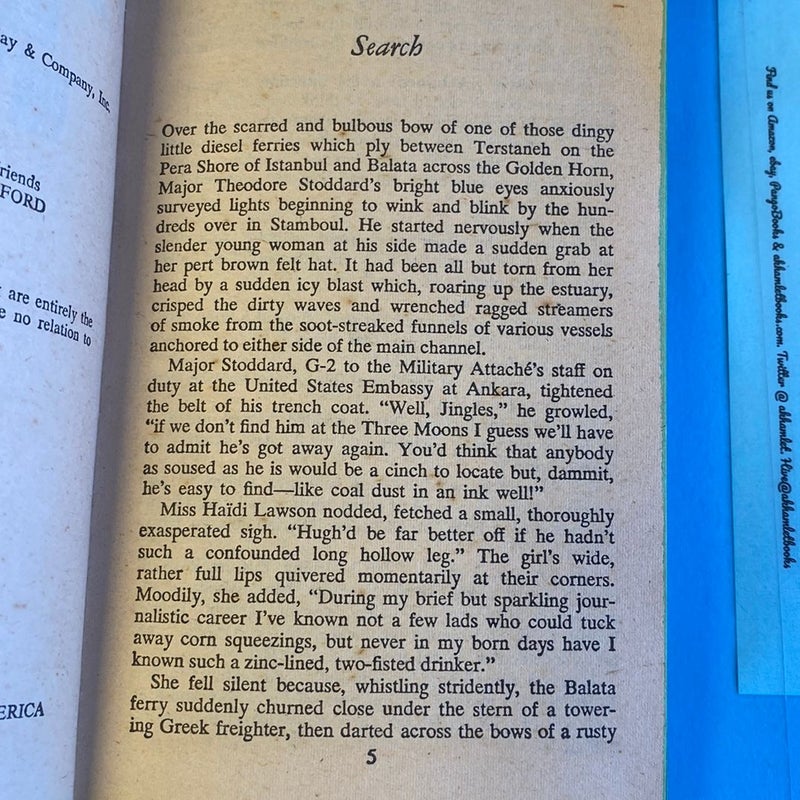 ay & Company, Inc.
riends
FORD
are entirely the
e no relation to
ERICA
Search
Over the scarred and bulbous bow of one of those dingy
little diesel ferries which ply between Terstaneh on the
Pera Shore of Istanbul and Balata across the Golden Horn,
Major Theodore Stoddard's bright blue eyes anxiously
surveyed lights beginning to wink and blink by the hun-
dreds over in Stamboul. He started nervously when the
slender young woman at his side made a sudden grab at
her pert brown felt hat. It had been all but torn from her
head by a sudden icy blast which, roaring up the estuary,
crisped the dirty waves and wrenched ragged streamers
of smoke from the soot-streaked funnels of various vessels
anchored to either side of the main channel.
Major Stoddard, G-2 to the Military Attaché's staff on
duty at the United States Embassy at Ankara, tightened
the belt of his trench coat. "Well, Jingles," he growled,
"if we don't find him at the Three Moons I guess we'll have
to admit he's got away again. You'd think that anybody
as soused as he is would be a cinch to locate but, dammit,
he's easy to find—like coal dust in an ink well!"
Miss Haïdi Lawson nodded, fetched a small, thoroughly
exasperated sigh. "Hugh'd be far better off if he hadn't
such a confounded long hollow leg." The girl's wide,
rather full lips quivered momentarily at their corners.
Moodily, she added, "During my brief but sparkling jour-
nalistic career I've known not a few lads who could tuck
away corn squeezings, but never in my born days have I
known such a zinc-lined, two-fisted drinker."
She fell silent because, whistling stridently, the Balata
ferry suddenly churned close under the stern of a tower-
ing Greek freighter, then darted across the bows of a rusty
5
Find us on Amazon, ebay, PangoBooks & akhamletbooks.com. Twitter @ akhamlet. Hive@akhamletbooks